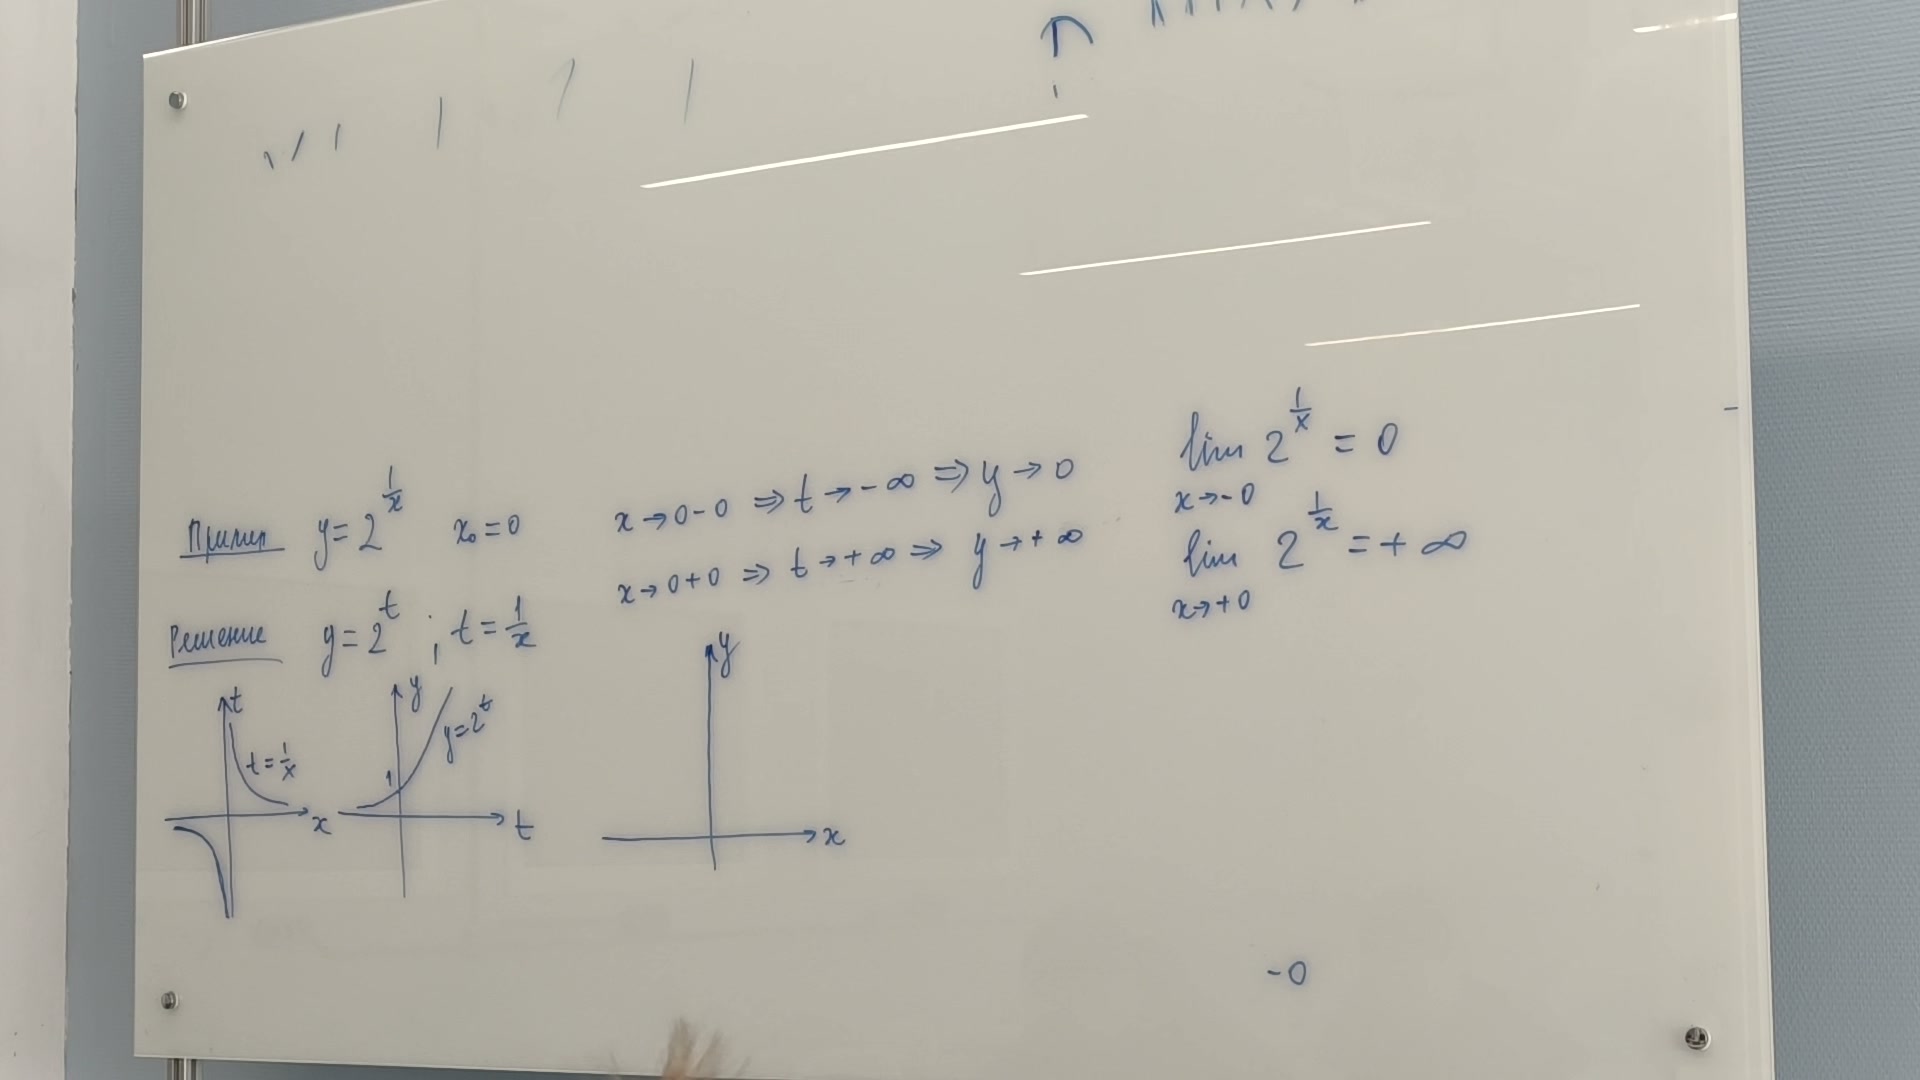 Пример y = 2^{1/x} x₀ = 0
Решение y = 2^t ; t = 1/x
t
t = 1/x
x
y
1
y = 2^t
t
x → 0 - 0 ⇒ t → - ∞ ⇒ y → 0
x → 0 + 0 ⇒ t → + ∞ ⇒ y → + ∞
y
x
lim 2^{1/x} = 0
x → - 0
lim 2^{1/x} = + ∞
x → + 0
- 0